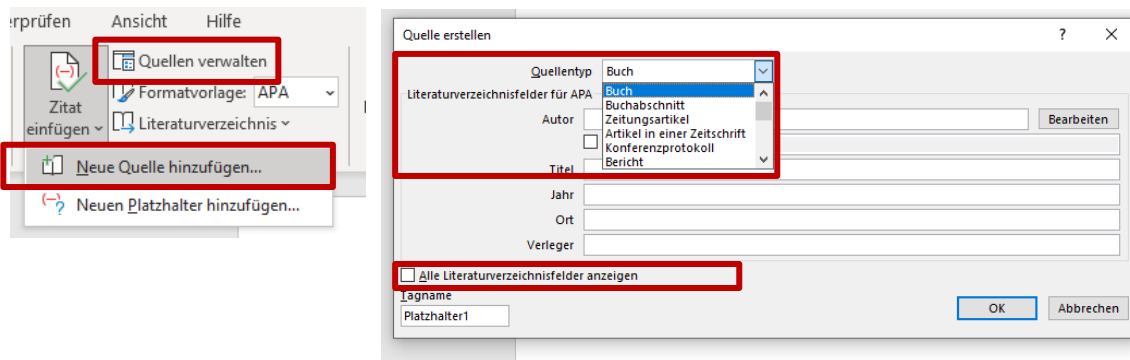 erprüfen Ansicht Hilfe
Quellen verwalten
Zitat
einfügen
Formatvorlage: APA
Literaturverzeichnis
Neue Quelle hinzufügen...
Neuen Platzhalter hinzufügen...
Quelle erstellen ? X
Quellentyp Buch
Literaturverzeichnisfelder für APA
Buch
Buchabschnitt
Zeitungsartikel
Artikel in einer Zeitschrift
Konferenzprotokoll
Bericht
Autor
Bearbeiten
Titel
Jahr
Ort
Verleger
Alle Literaturverzeichnisfelder anzeigen
Tagname
Platzhalter1
OK Abbrechen